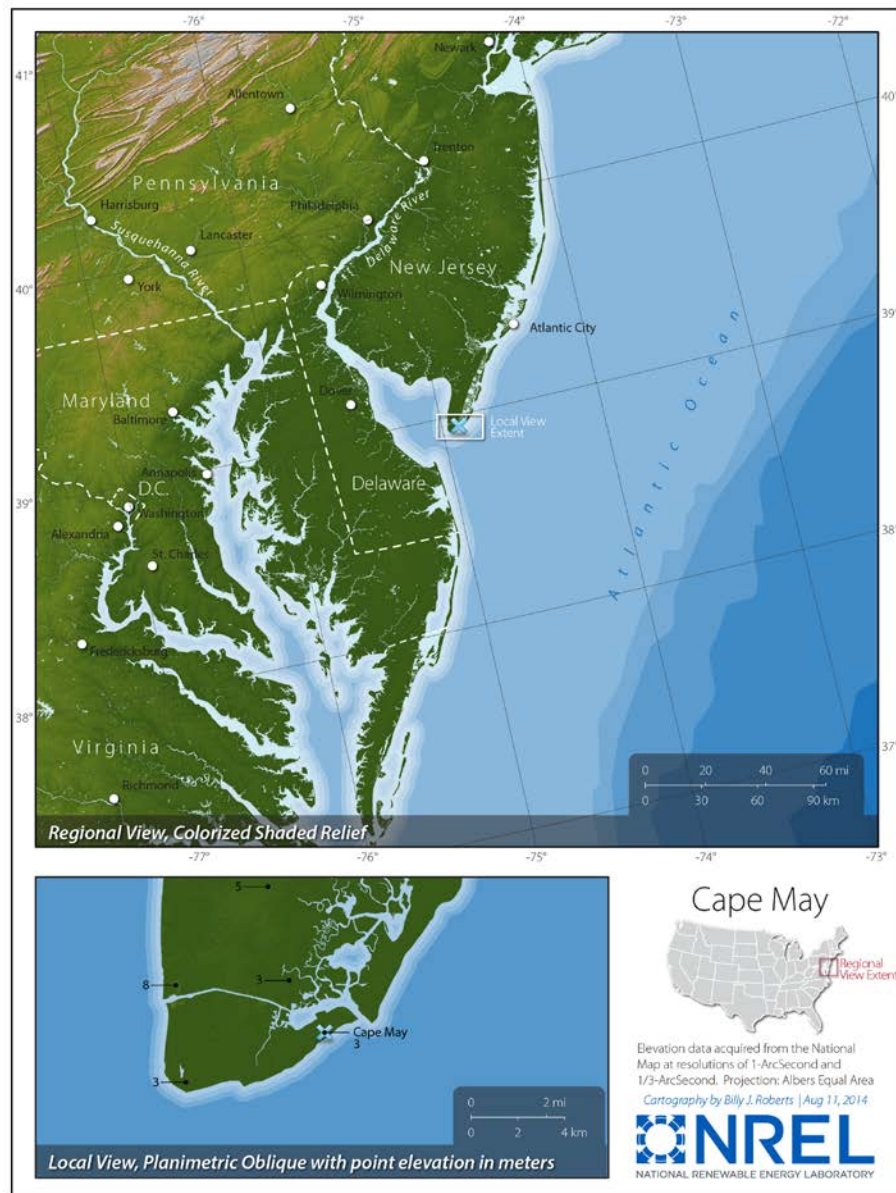 -76°
-75°
-74°
-73°
-72°
41°
40°
39°
38°
40°
39°
38°
37°
Newark
Allentown
Trenton
Pennsylvania
Harrisburg
Philadelphia
Susquehanna River
Lancaster
Delaware River
New Jersey
York
Wilmington
Atlantic City
Atlantic Ocean
Maryland
Dover
Baltimore
Local View
Extent
Annapolis
D.C.
Delaware
Washington
Alexandria
St. Charles
Fredericksburg
Virginia
Richmond
0 20 40 60 mi
0 30 60 90 km
Regional View, Colorized Shaded Relief
-77°
-76°
-75°
-74°
-73°
5
8
3
Cape May
3
3
0 2 mi
0 2 4 km
Local View, Planimetric Oblique with point elevation in meters
Cape May
Regional
View Extent
Elevation data acquired from the National
Map at resolutions of 1-ArcSecond and
1/3-ArcSecond. Projection: Albers Equal Area
Cartography by Billy J. Roberts | Aug 11, 2014
NREL
NATIONAL RENEWABLE ENERGY LABORATORY